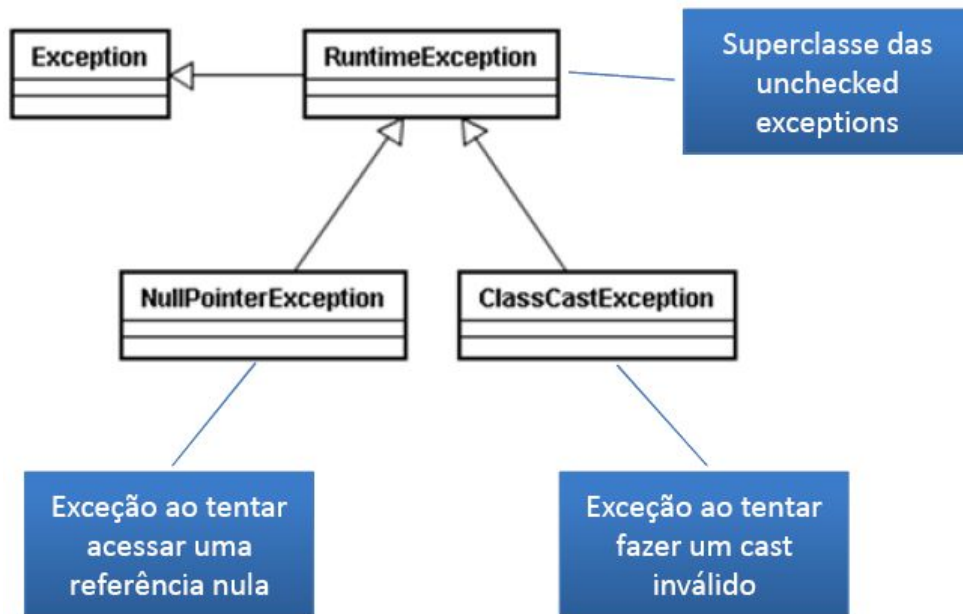 Exception
RuntimeException
Superclasse das
unchecked
exceptions
NullPointerException
ClassCastException
Exceção ao tentar
acessar uma
referência nula
Exceção ao tentar
fazer um cast
inválido